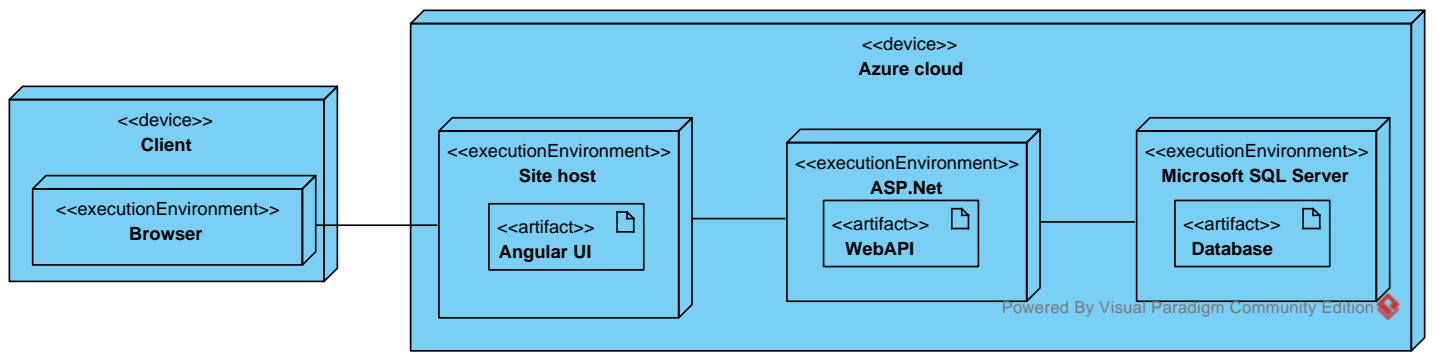 <<device>>
Azure cloud
<<device>>
Client
<<executionEnvironment>>
Browser
<<executionEnvironment>>
Site host
<<artifact>>
Angular UI
<<executionEnvironment>>
ASP.Net
<<artifact>>
WebAPI
<<executionEnvironment>>
Microsoft SQL Server
<<artifact>>
Database
Powered By Visual Paradigm Community Edition